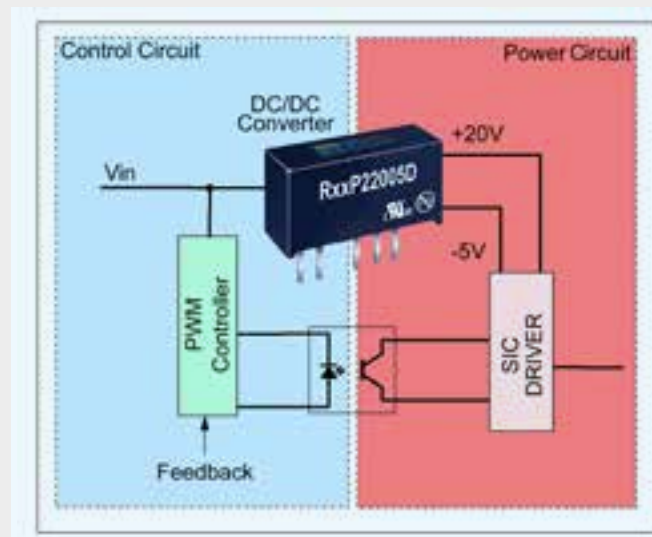 Control Circuit
Power Circuit
DC/DC
Converter
+20V
Vin
RxxP22005D
-5V
PWM
Controller
SIC
DRIVER
Feedback